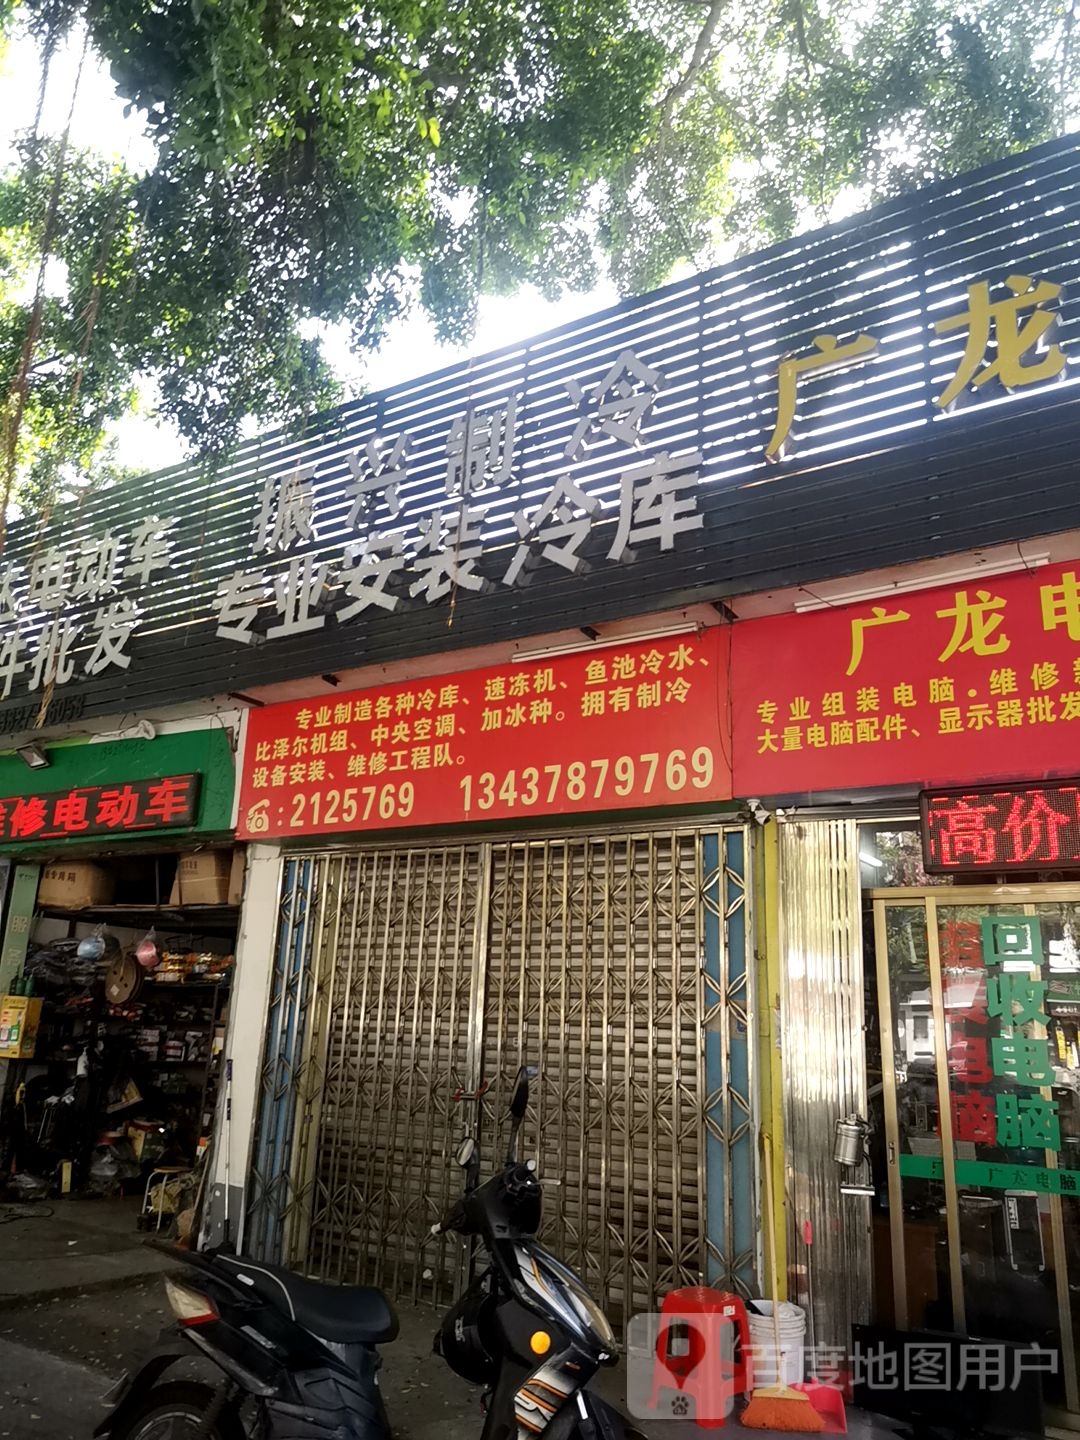 电动车
件批发
振兴制冷
专业安装冷库
广龙
维修电动车
专业制造各种冷库、速冻机、鱼池冷水、
比泽尔机组、中央空调、加冰种。拥有制冷
设备安装、维修工程队。
☎:2125769 13437879769
广龙电
专业组装电脑·维修
大量电脑配件、显示器批发
高价
回收电脑
电脑
广龙电脑
百度地图用户